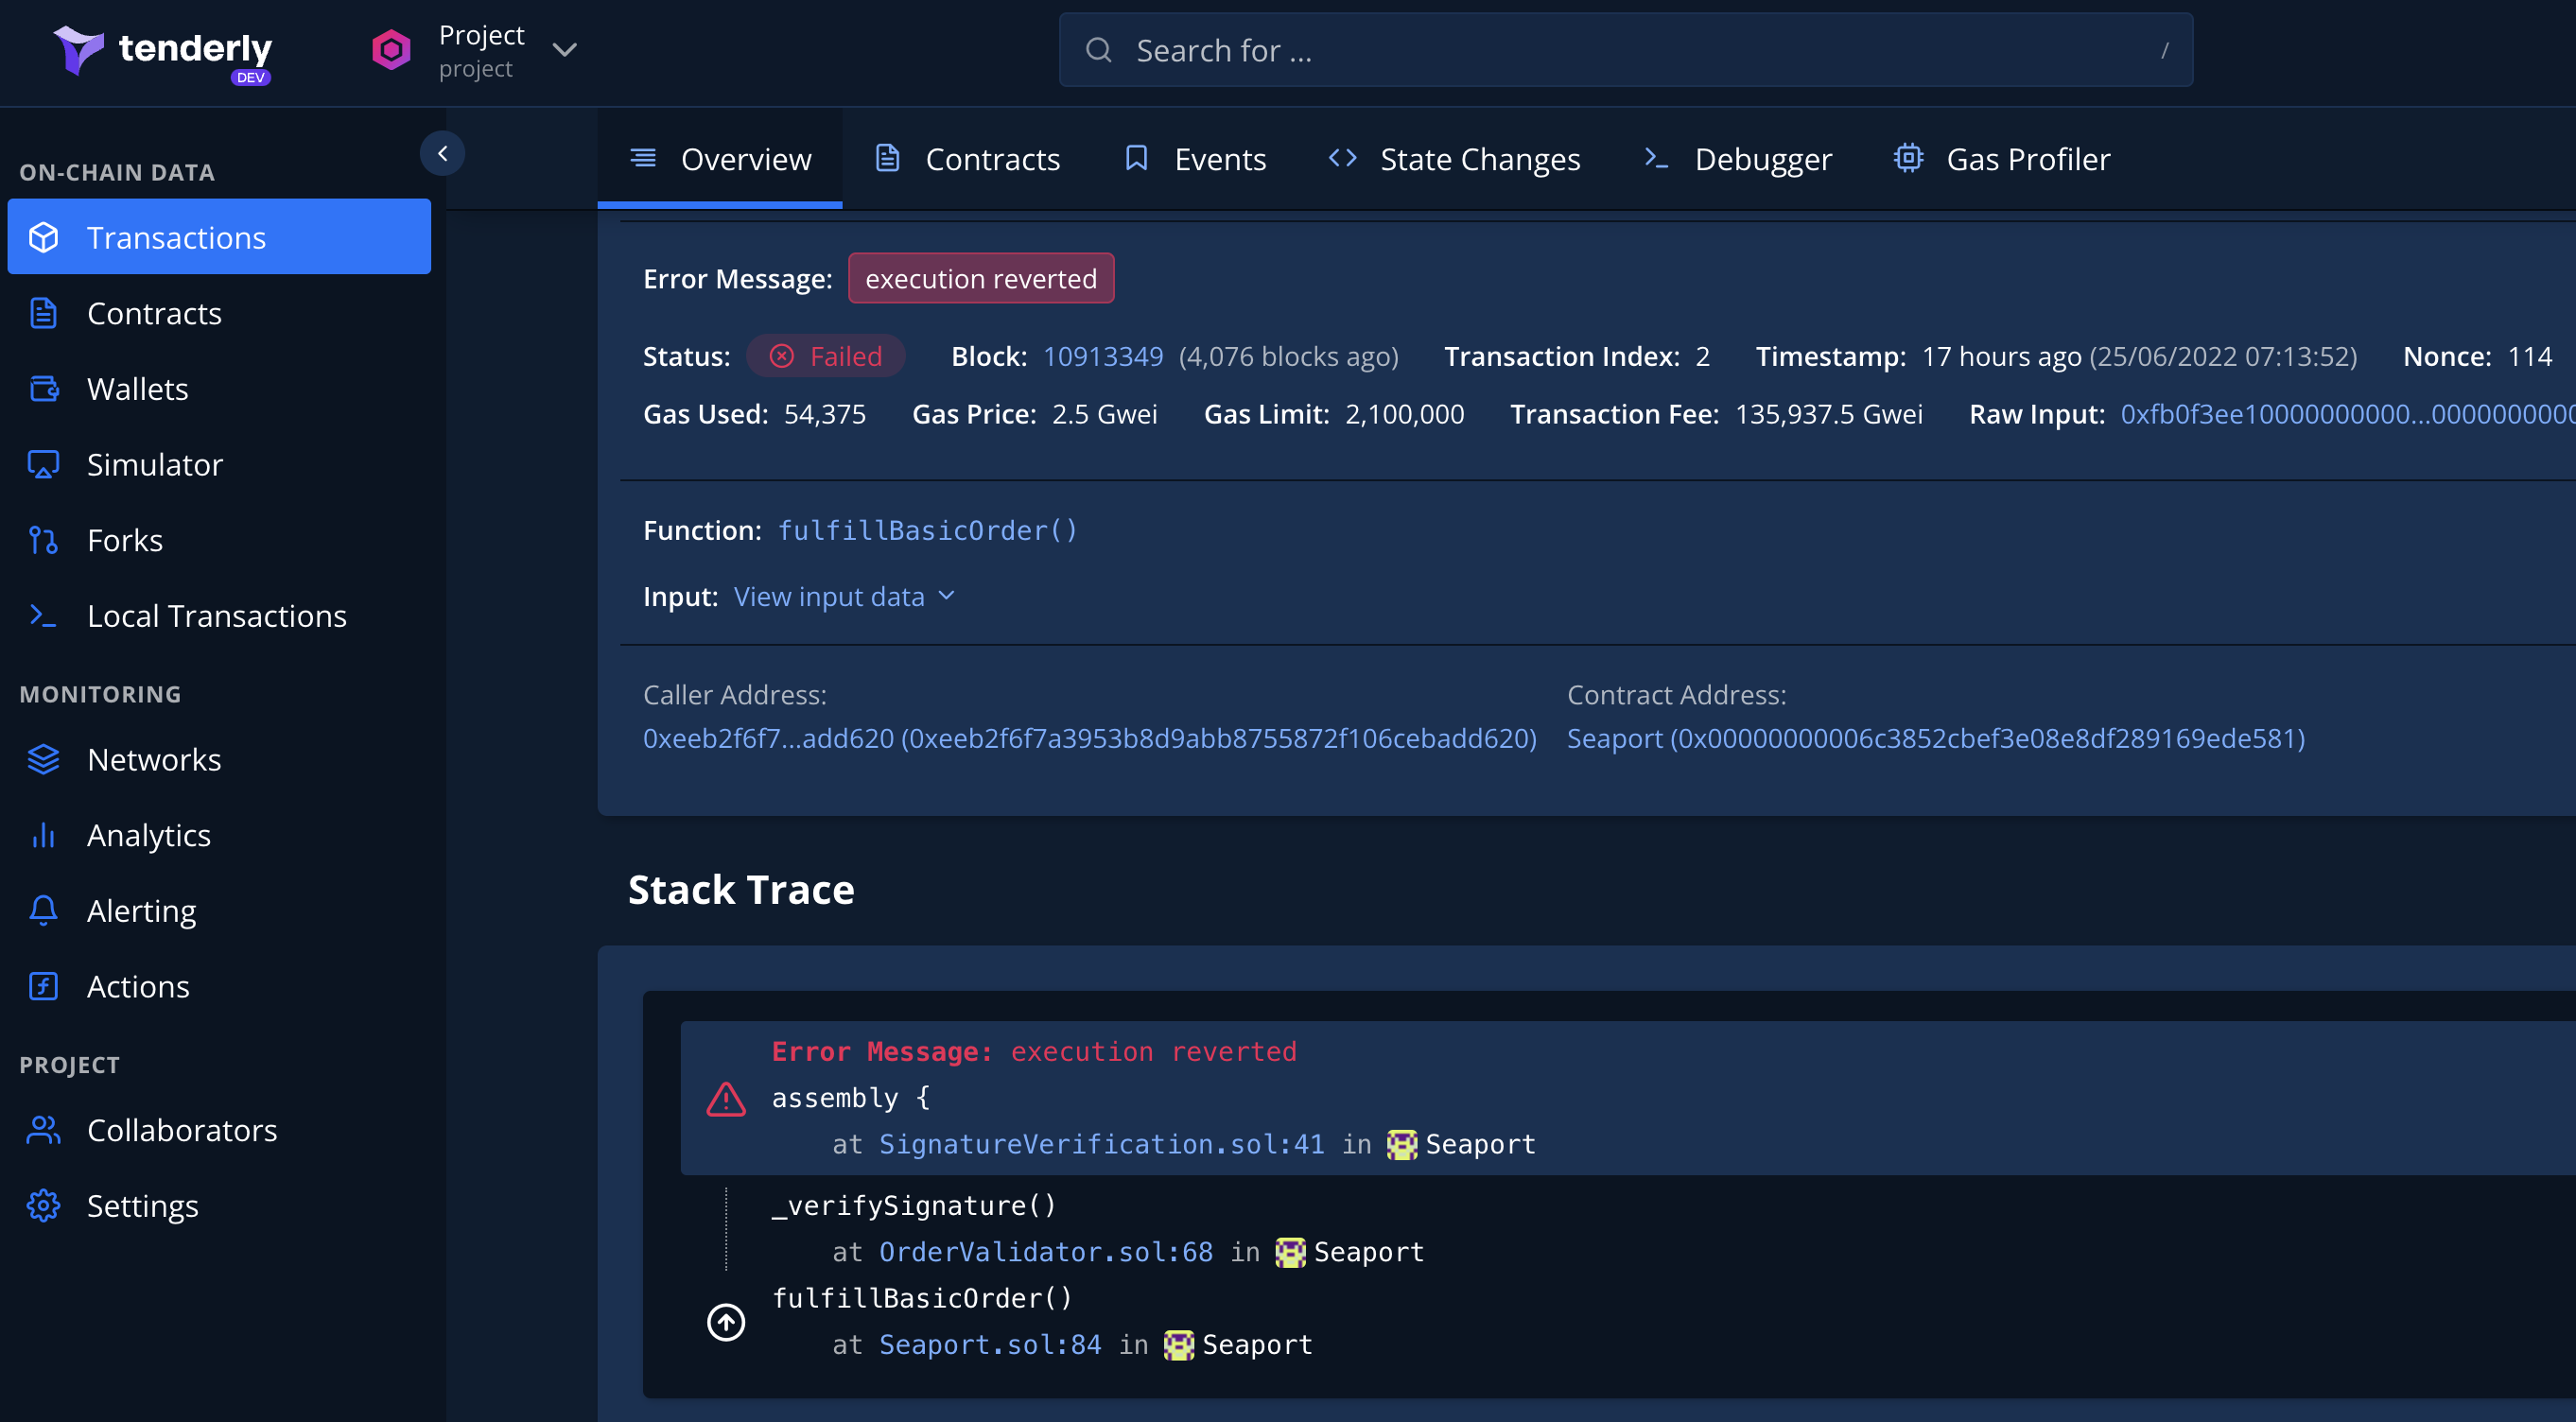 tenderly
DEV
Project
project
Search for ...
/
ON-CHAIN DATA
Transactions
Contracts
Wallets
Simulator
Forks
Local Transactions
MONITORING
Networks
Analytics
Alerting
Actions
PROJECT
Collaborators
Settings
Overview
Contracts
Events
State Changes
Debugger
Gas Profiler
Error Message: execution reverted
Status: Failed Block: 10913349 (4,076 blocks ago) Transaction Index: 2 Timestamp: 17 hours ago (25/06/2022 07:13:52) Nonce: 114
Gas Used: 54,375 Gas Price: 2.5 Gwei Gas Limit: 2,100,000 Transaction Fee: 135,937.5 Gwei Raw Input: 0xfb0f3ee10000000000...0000000000
Function: fulfillBasicOrder()
Input: View input data
Caller Address:
0xeeb2f6f7...add620 (0xeeb2f6f7a3953b8d9abb8755872f106cebadd620)
Contract Address:
Seaport (0x00000000006c3852cbef3e08e8df289169ede581)
Stack Trace
Error Message: execution reverted
assembly {
at SignatureVerification.sol:41 in Seaport
_verifySignature()
at OrderValidator.sol:68 in Seaport
fulfillBasicOrder()
at Seaport.sol:84 in Seaport